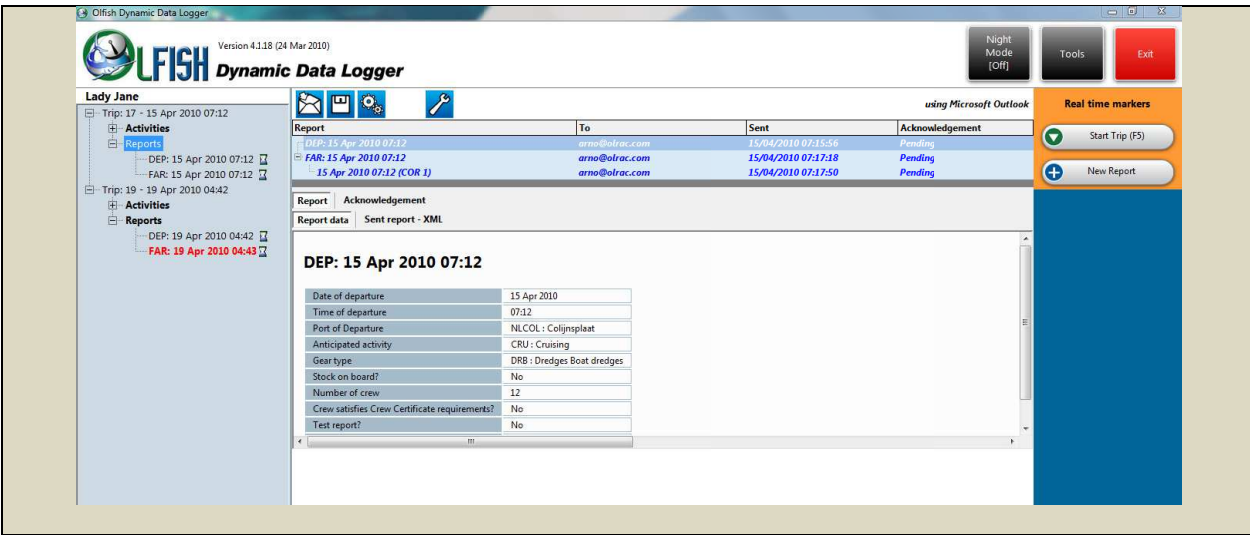 Olfish Dynamic Data Logger
OLFISH Version 4.1.18 (24 Mar 2010)
Dynamic Data Logger
Night Mode [Off]
Tools
Exit
Lady Jane
Trip: 17 - 15 Apr 2010 07:12
Activities
Reports
DEP: 15 Apr 2010 07:12
FAR: 15 Apr 2010 07:12
Trip: 19 - 19 Apr 2010 04:42
Activities
Reports
DEP: 19 Apr 2010 04:42
FAR: 19 Apr 2010 04:43
using Microsoft Outlook
Report To Sent Acknowledgement
DEP: 15 Apr 2010 07:12 arno@olrac.com 15/04/2010 07:15:56 Pending
FAR: 15 Apr 2010 07:12 arno@olrac.com 15/04/2010 07:17:18 Pending
15 Apr 2010 07:12 (COR 1) arno@olrac.com 15/04/2010 07:17:50 Pending
Report Acknowledgement
Report data Sent report - XML
DEP: 15 Apr 2010 07:12
Date of departure 15 Apr 2010
Time of departure 07:12
Port of Departure NLCOL : Colijnsplaat
Anticipated activity CRU : Cruising
Gear type DRB : Dredges Boat dredges
Stock on board? No
Number of crew 12
Crew satisfies Crew Certificate requirements? No
Test report? No
Real time markers
Start Trip (F5)
New Report